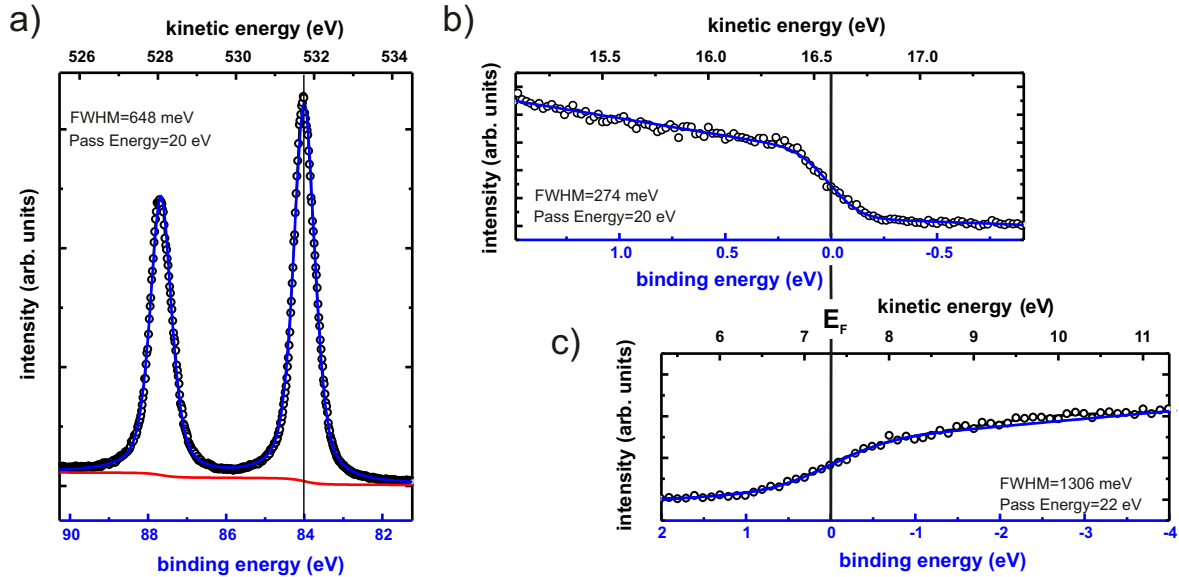 a)
kinetic energy (eV)
526 528 530 532 534
FWHM=648 meV
Pass Energy=20 eV
intensity (arb. units)
90 88 86 84 82
binding energy (eV)
b)
kinetic energy (eV)
15.5 16.0 16.5 17.0
intensity (arb. units)
FWHM=274 meV
Pass Energy=20 eV
1.0 0.5 0.0 -0.5
binding energy (eV)
E_F
c)
kinetic energy (eV)
6 7 8 9 10 11
intensity (arb. units)
FWHM=1306 meV
Pass Energy=22 eV
2 1 0 -1 -2 -3 -4
binding energy (eV)